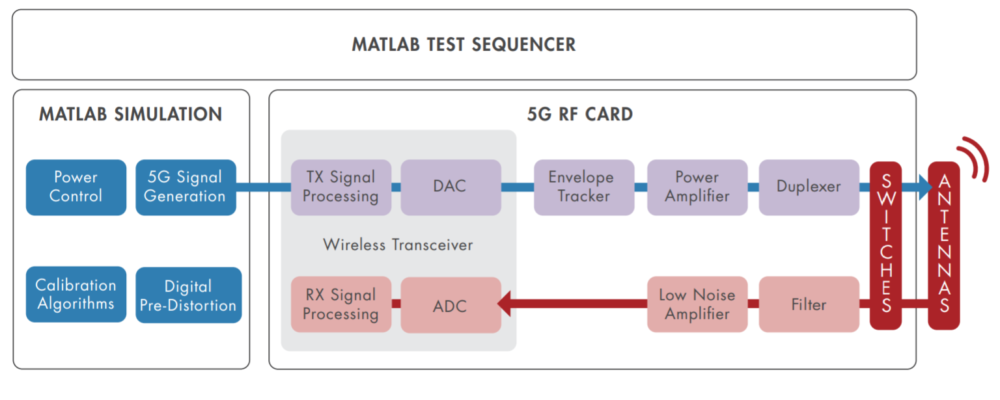 MATLAB TEST SEQUENCER
MATLAB SIMULATION
Power
Control
5G Signal
Generation
Calibration
Algorithms
Digital
Pre-Distortion
5G RF CARD
TX Signal
Processing
DAC
Envelope
Tracker
Power
Amplifier
Duplexer
Wireless Transceiver
RX Signal
Processing
ADC
Low Noise
Amplifier
Filter
SWITCHES
ANTENNAS